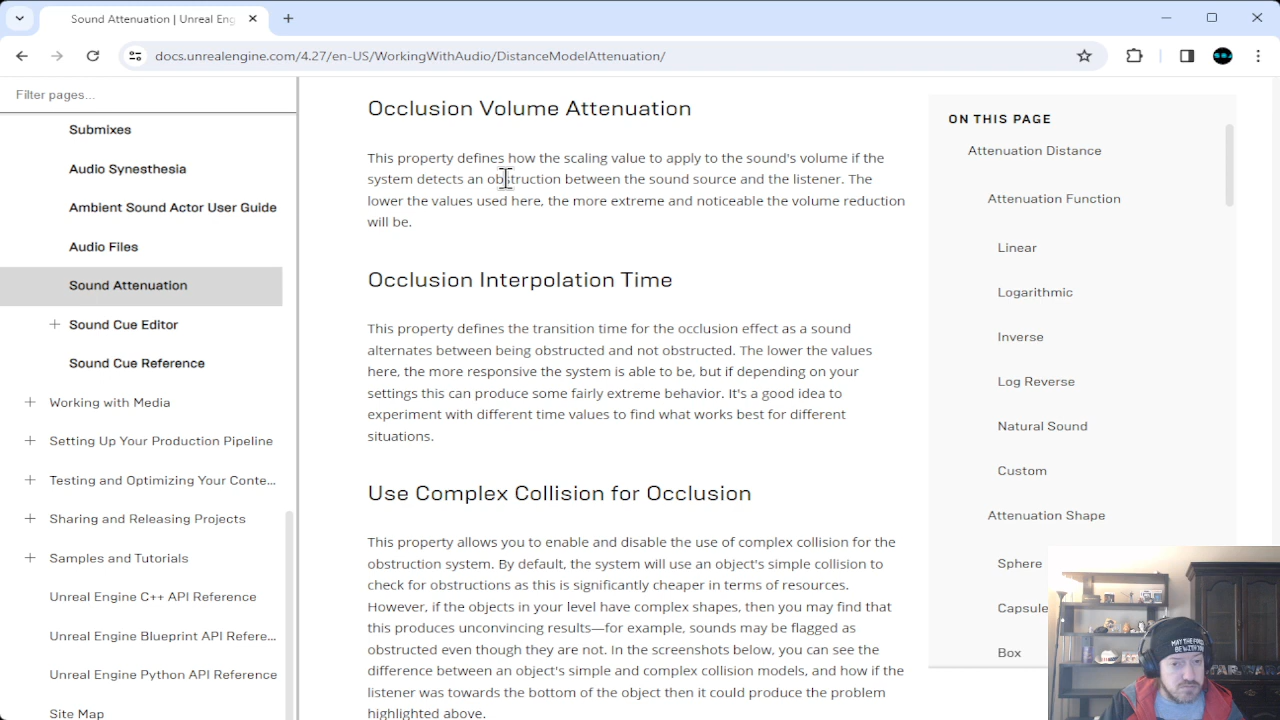 Sound Attenuation | Unreal Eng
docs.unrealengine.com/4.27/en-US/WorkingWithAudio/DistanceModelAttenuation/
Filter pages...
Submixes
Audio Synesthesia
Ambient Sound Actor User Guide
Audio Files
Sound Attenuation
Sound Cue Editor
Sound Cue Reference
Working with Media
Setting Up Your Production Pipeline
Testing and Optimizing Your Conte...
Sharing and Releasing Projects
Samples and Tutorials
Unreal Engine C++ API Reference
Unreal Engine Blueprint API Refere...
Unreal Engine Python API Reference
Site Map
Occlusion Volume Attenuation
This property defines how the scaling value to apply to the sound's volume if the
system detects an obstruction between the sound source and the listener. The
lower the values used here, the more extreme and noticeable the volume reduction
will be.
Occlusion Interpolation Time
This property defines the transition time for the occlusion effect as a sound
alternates between being obstructed and not obstructed. The lower the values
here, the more responsive the system is able to be, but if depending on your
settings this can produce some fairly extreme behavior. It's a good idea to
experiment with different time values to find what works best for different
situations.
Use Complex Collision for Occlusion
This property allows you to enable and disable the use of complex collision for the
obstruction system. By default, the system will use an object's simple collision to
check for obstructions as this is significantly cheaper in terms of resources.
However, if the objects in your level have complex shapes, then you may find that
this produces unconvincing results—for example, sounds may be flagged as
obstructed even though they are not. In the screenshots below, you can see the
difference between an object's simple and complex collision models, and how if the
listener was towards the bottom of the object then it could produce the problem
highlighted above.
ON THIS PAGE
Attenuation Distance
Attenuation Function
Linear
Logarithmic
Inverse
Log Reverse
Natural Sound
Custom
Attenuation Shape
Sphere
Capsule
Box
MAY THE FORCE
BE WITH YOU
STAR WARS